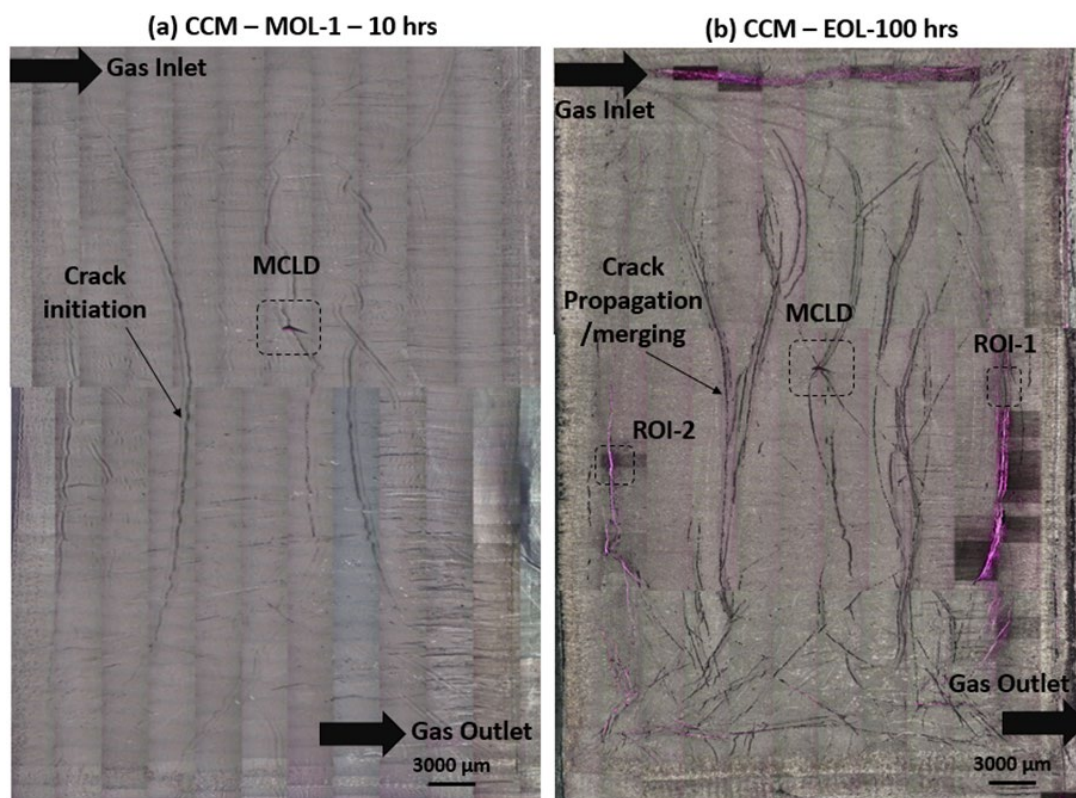 (a) CCM – MOL-1 – 10 hrs
Gas Inlet
MCLD
Crack
initiation
Gas Outlet
3000 µm
(b) CCM – EOL-100 hrs
Gas Inlet
Crack
Propagation
/merging
MCLD
ROI-1
ROI-2
Gas Outlet
3000 µm